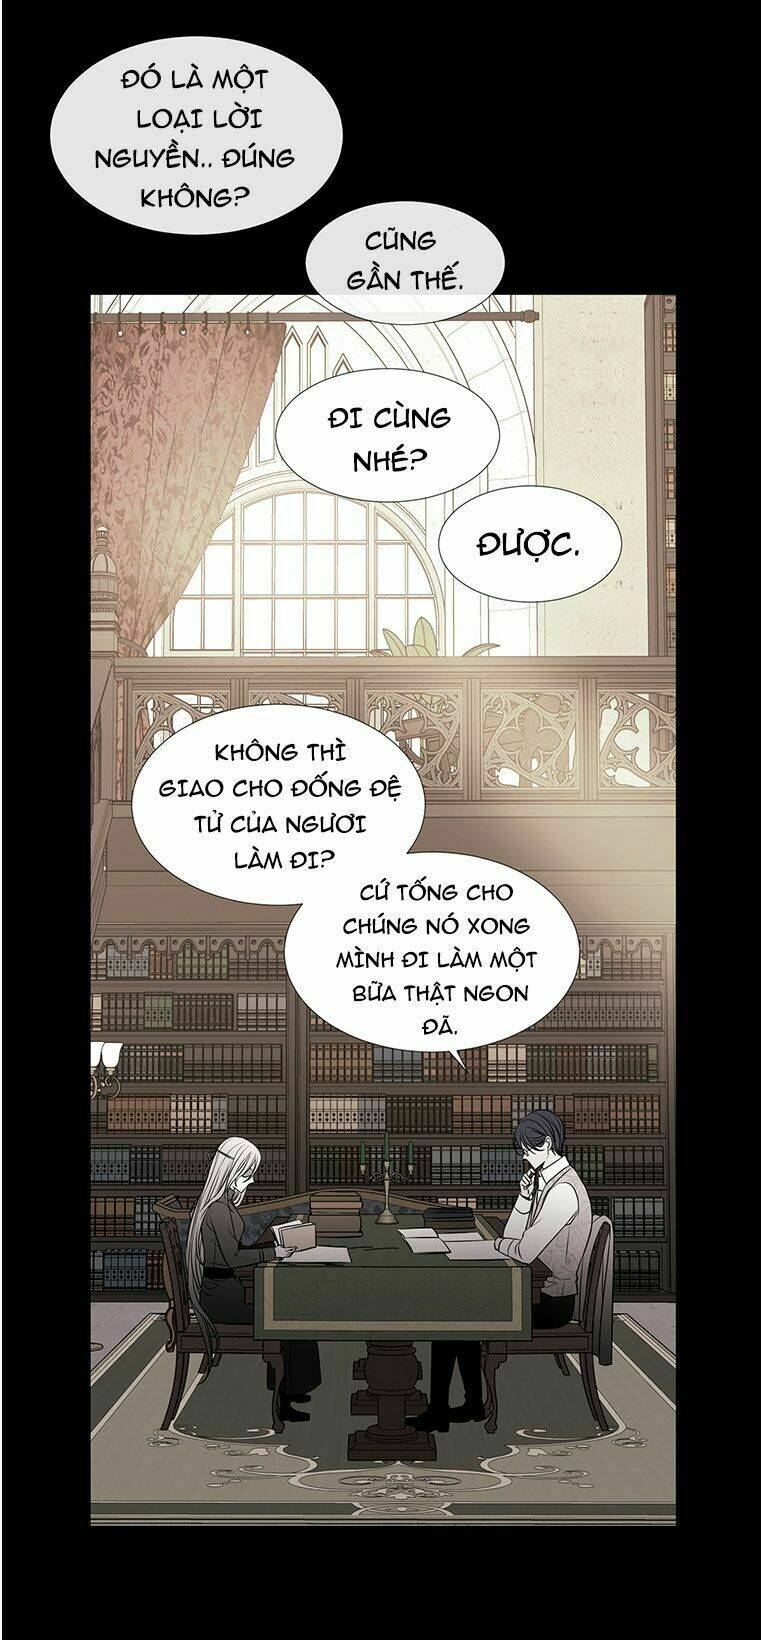 ĐÓ LÀ MỘT
LOẠI LỜI
NGUYỀN.. ĐÚNG
KHÔNG?
CŨNG
GẦN THẾ.
ĐI CÙNG
NHÉ?
ĐƯỢC.
KHÔNG THÌ
GIAO CHO ĐỐNG ĐỆ
TỬ CỦA NGƯƠI
LÀM ĐI?
CỨ TỐNG CHO
CHÚNG NÓ XONG
MÌNH ĐI LÀM MỘT
BỮA THẬT NGON
ĐÃ.